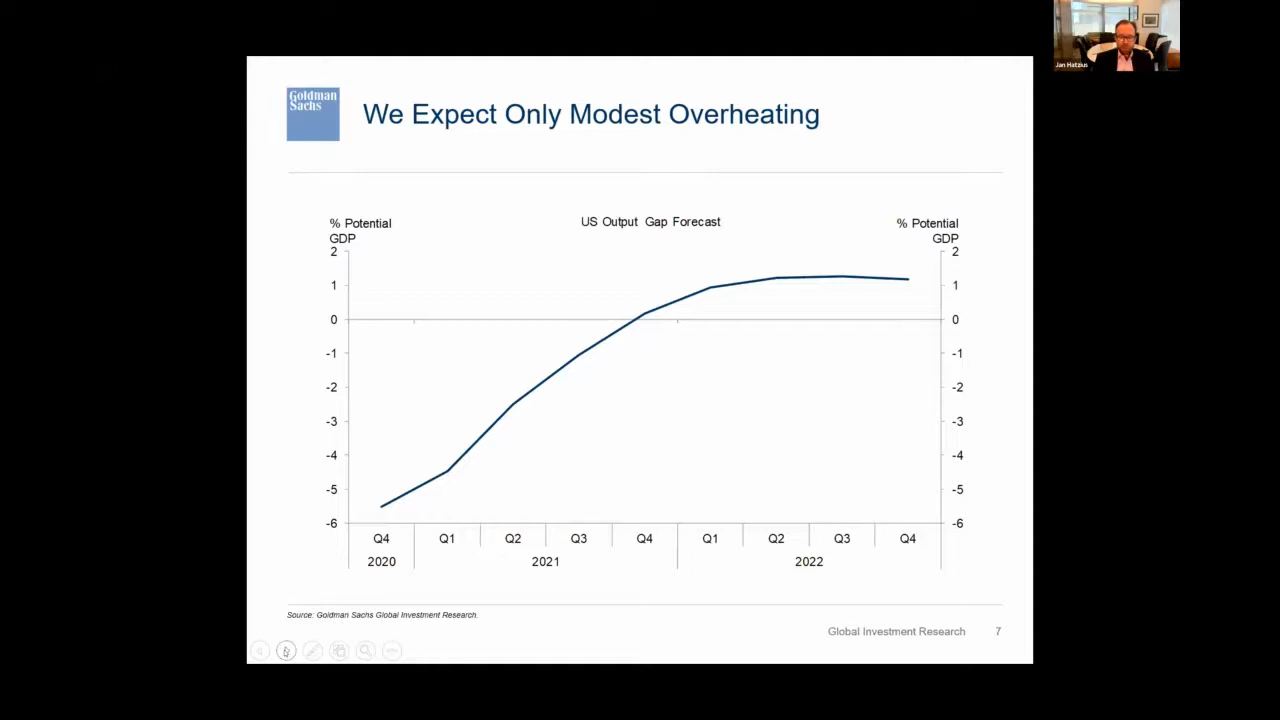 Jan Hatzius
Goldman
Sachs
We Expect Only Modest Overheating
% Potential
GDP
US Output Gap Forecast
% Potential
GDP
2 2
1 1
0 0
-1 -1
-2 -2
-3 -3
-4 -4
-5 -5
-6 -6
Q4 Q1 Q2 Q3 Q4 Q1 Q2 Q3 Q4
2020 2021 2022
Source: Goldman Sachs Global Investment Research.
Global Investment Research 7